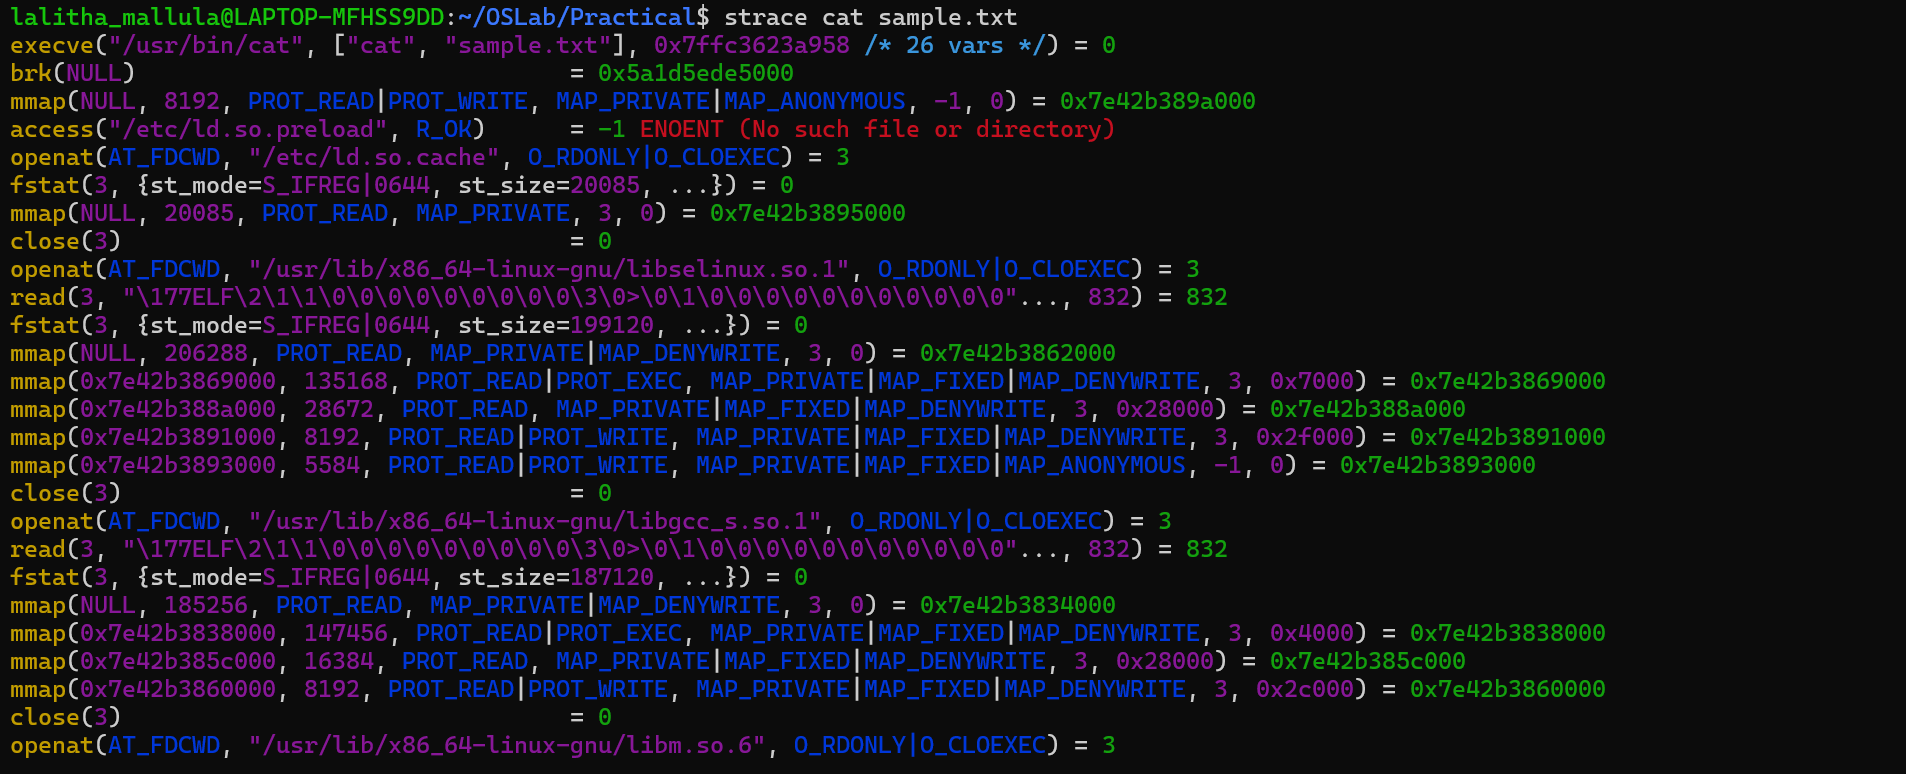 lalitha_mallula@LAPTOP-MFHSS9DD:~/OSLab/Practical$ strace cat sample.txt
execve("/usr/bin/cat", ["cat", "sample.txt"], 0x7ffc3623a958 /* 26 vars */) = 0
brk(NULL)                               = 0x5a1d5ede5000
mmap(NULL, 8192, PROT_READ|PROT_WRITE, MAP_PRIVATE|MAP_ANONYMOUS, -1, 0) = 0x7e42b389a000
access("/etc/ld.so.preload", R_OK)      = -1 ENOENT (No such file or directory)
openat(AT_FDCWD, "/etc/ld.so.cache", O_RDONLY|O_CLOEXEC) = 3
fstat(3, {st_mode=S_IFREG|0644, st_size=20085, ...}) = 0
mmap(NULL, 20085, PROT_READ, MAP_PRIVATE, 3, 0) = 0x7e42b3895000
close(3)                                = 0
openat(AT_FDCWD, "/usr/lib/x86_64-linux-gnu/libselinux.so.1", O_RDONLY|O_CLOEXEC) = 3
read(3, "\177ELF\2\1\1\0\0\0\0\0\0\0\0\0\3\0>\0\1\0\0\0\0\0\0\0\0\0\0\0"..., 832) = 832
fstat(3, {st_mode=S_IFREG|0644, st_size=199120, ...}) = 0
mmap(NULL, 206288, PROT_READ, MAP_PRIVATE|MAP_DENYWRITE, 3, 0) = 0x7e42b3862000
mmap(0x7e42b3869000, 135168, PROT_READ|PROT_EXEC, MAP_PRIVATE|MAP_FIXED|MAP_DENYWRITE, 3, 0x7000) = 0x7e42b3869000
mmap(0x7e42b388a000, 28672, PROT_READ, MAP_PRIVATE|MAP_FIXED|MAP_DENYWRITE, 3, 0x28000) = 0x7e42b388a000
mmap(0x7e42b3891000, 8192, PROT_READ|PROT_WRITE, MAP_PRIVATE|MAP_FIXED|MAP_DENYWRITE, 3, 0x2f000) = 0x7e42b3891000
mmap(0x7e42b3893000, 5584, PROT_READ|PROT_WRITE, MAP_PRIVATE|MAP_FIXED|MAP_ANONYMOUS, -1, 0) = 0x7e42b3893000
close(3)                                = 0
openat(AT_FDCWD, "/usr/lib/x86_64-linux-gnu/libgcc_s.so.1", O_RDONLY|O_CLOEXEC) = 3
read(3, "\177ELF\2\1\1\0\0\0\0\0\0\0\0\0\3\0>\0\1\0\0\0\0\0\0\0\0\0\0\0"..., 832) = 832
fstat(3, {st_mode=S_IFREG|0644, st_size=187120, ...}) = 0
mmap(NULL, 185256, PROT_READ, MAP_PRIVATE|MAP_DENYWRITE, 3, 0) = 0x7e42b3834000
mmap(0x7e42b3838000, 147456, PROT_READ|PROT_EXEC, MAP_PRIVATE|MAP_FIXED|MAP_DENYWRITE, 3, 0x4000) = 0x7e42b3838000
mmap(0x7e42b385c000, 16384, PROT_READ, MAP_PRIVATE|MAP_FIXED|MAP_DENYWRITE, 3, 0x28000) = 0x7e42b385c000
mmap(0x7e42b3860000, 8192, PROT_READ|PROT_WRITE, MAP_PRIVATE|MAP_FIXED|MAP_DENYWRITE, 3, 0x2c000) = 0x7e42b3860000
close(3)                                = 0
openat(AT_FDCWD, "/usr/lib/x86_64-linux-gnu/libm.so.6", O_RDONLY|O_CLOEXEC) = 3